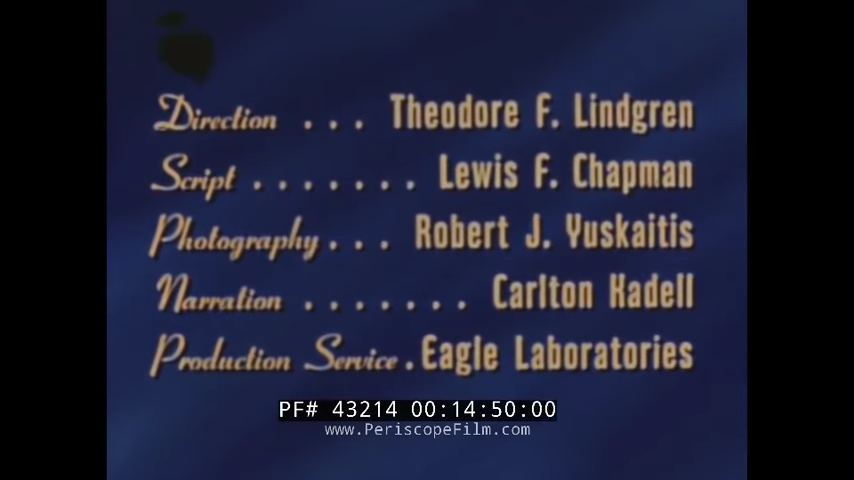 Direction . . . Theodore F. Lindgren
Script . . . . . . . Lewis F. Chapman
Photography . . . Robert J. Yuskaitis
Narration . . . . . . . Carlton Kadell
Production Service . Eagle Laboratories
PF# 43214 00:14:50:00
www.PeriscopeFilm.com